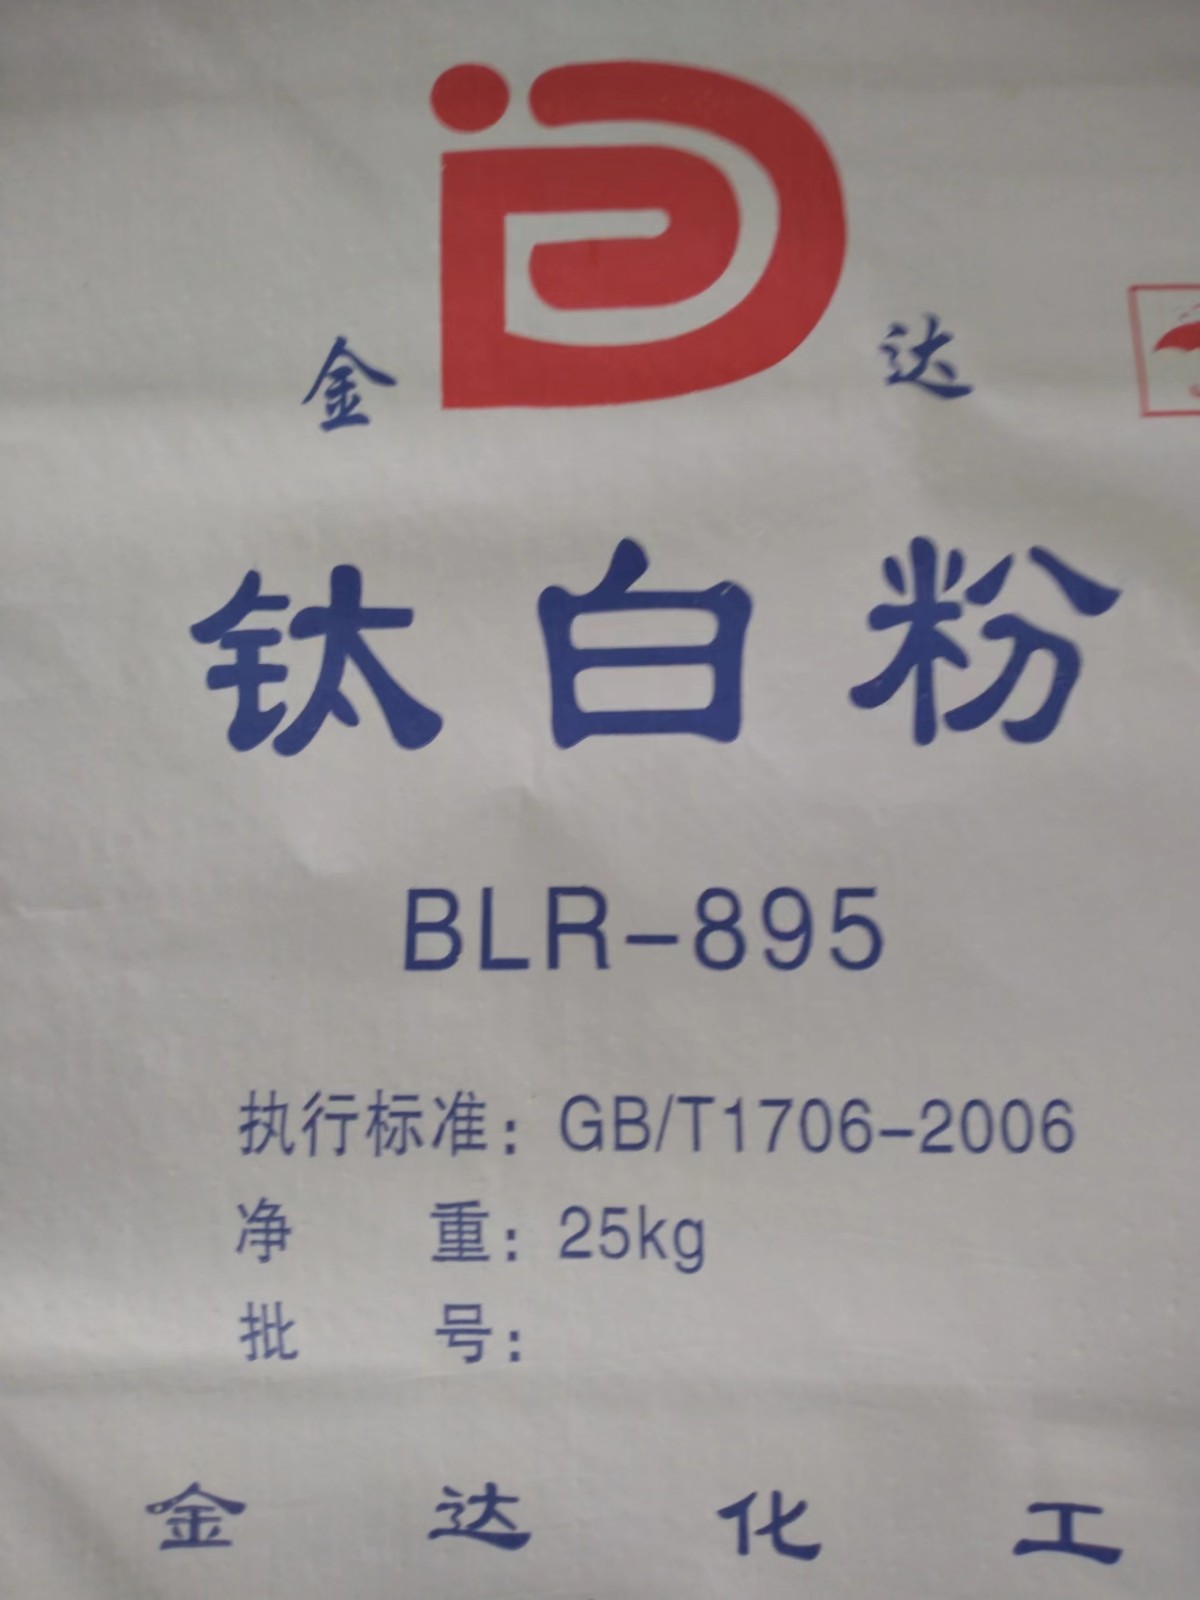 金 达
钛白粉
BLR-895
执行标准：GB/T1706-2006
净 重：25kg
批 号：
金 达 化 工